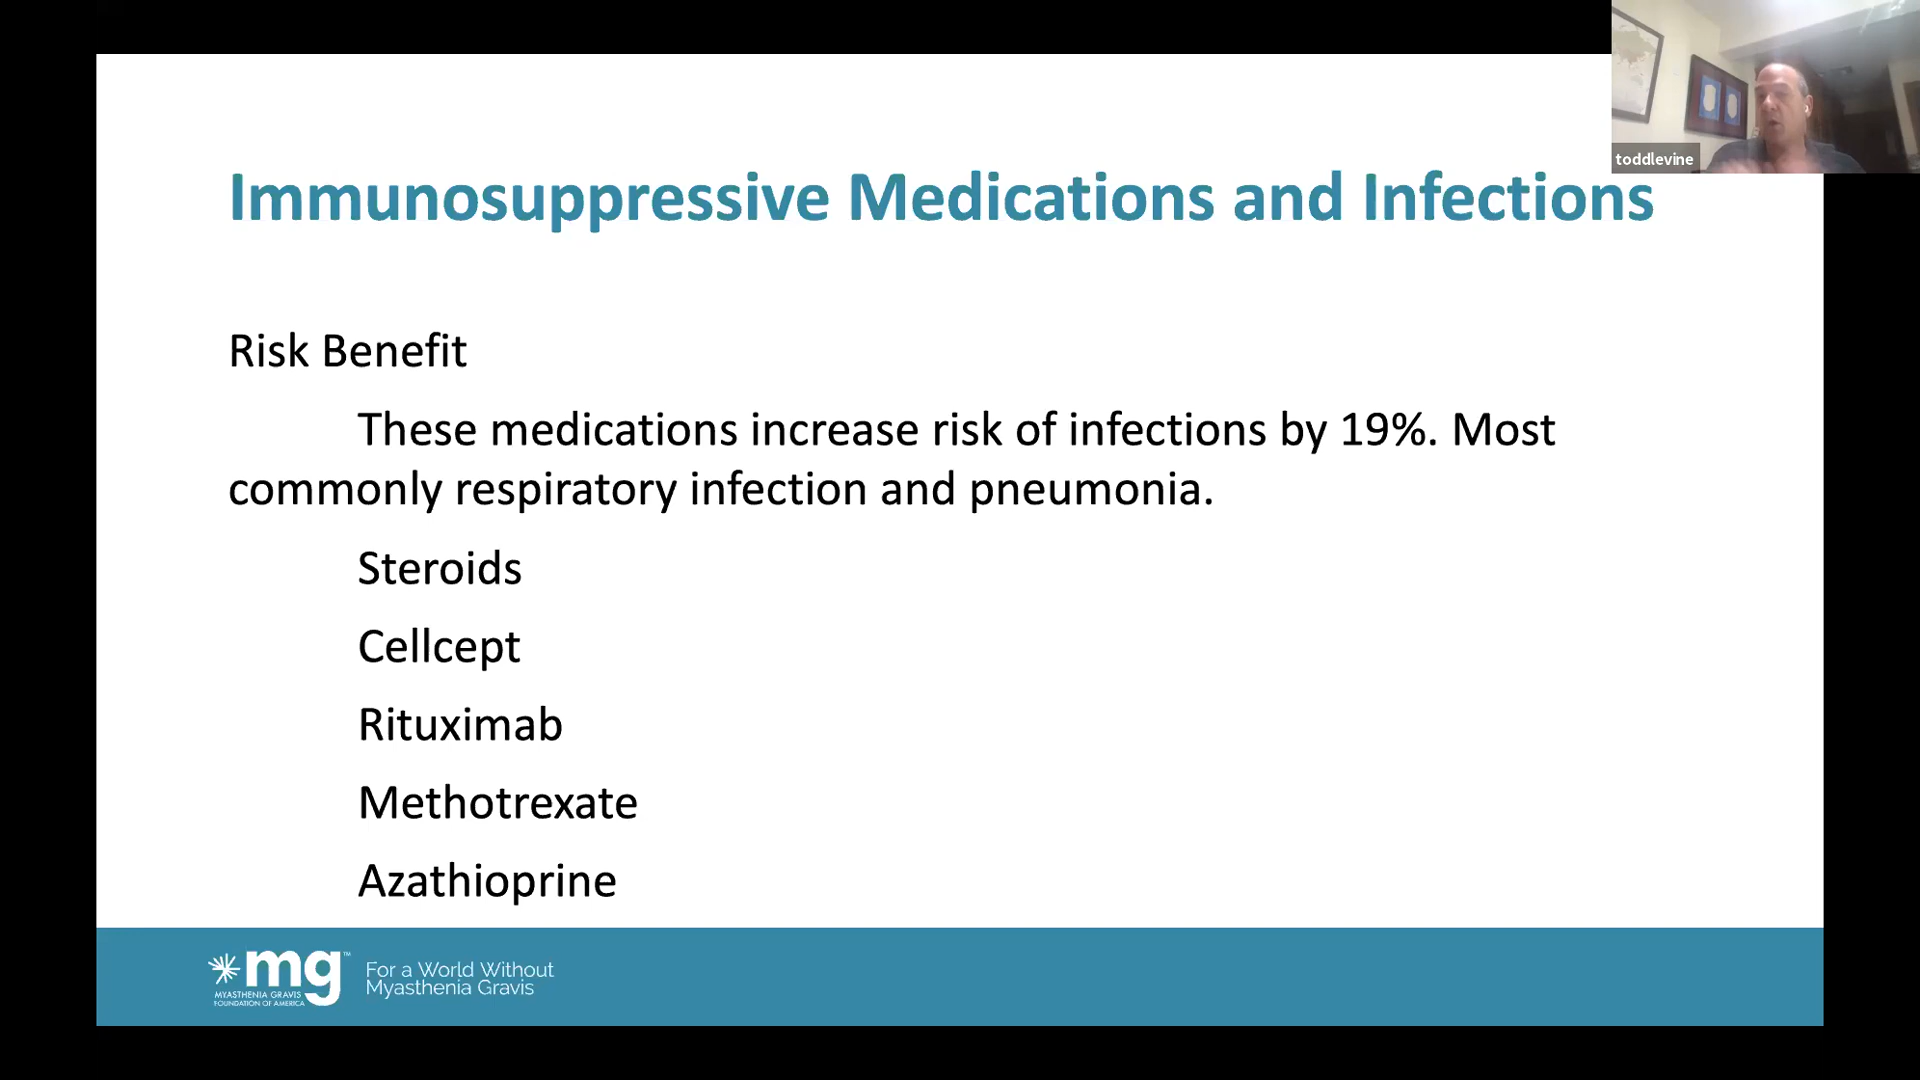 toddlevine
Immunosuppressive Medications and Infections
Risk Benefit
These medications increase risk of infections by 19%. Most
commonly respiratory infection and pneumonia.
Steroids
Cellcept
Rituximab
Methotrexate
Azathioprine
mg™
MYASTHENIA GRAVIS
FOUNDATION OF AMERICA
For a World Without
Myasthenia Gravis